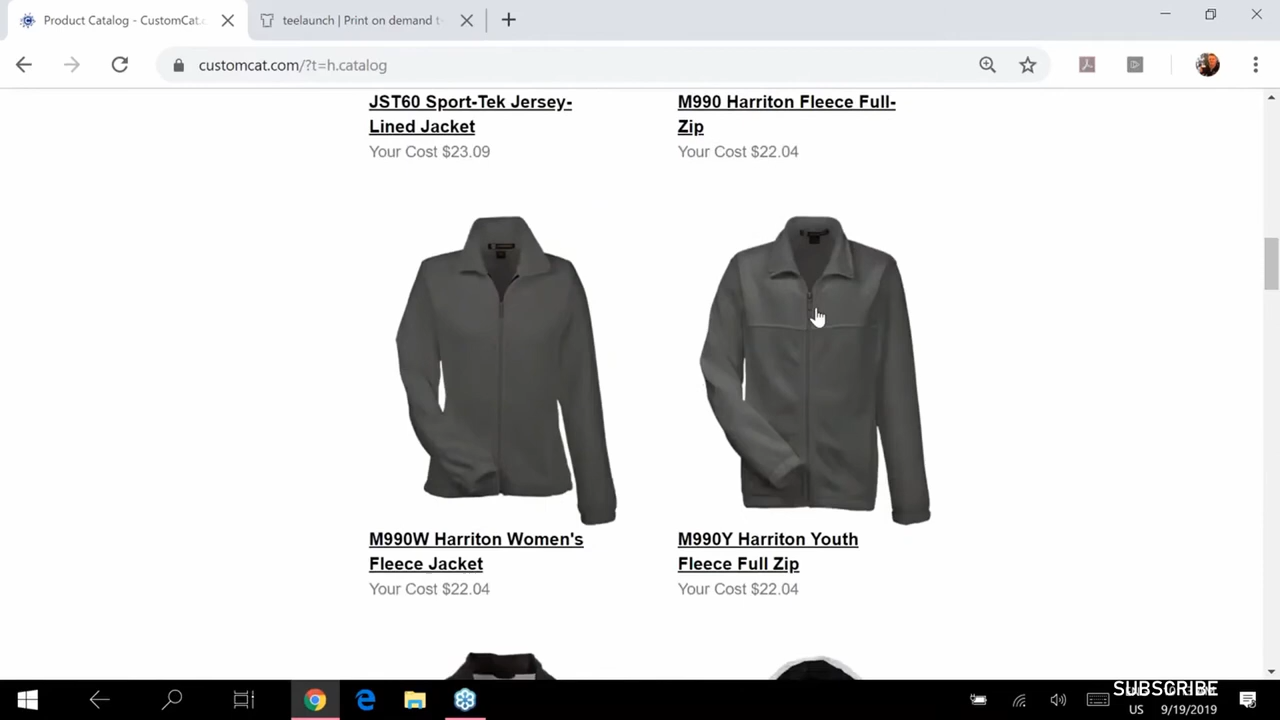 Product Catalog - CustomCat.c
teelaunch | Print on demand t
customcat.com/?t=h.catalog
JST60 Sport-Tek Jersey-
Lined Jacket
Your Cost $23.09
M990 Harriton Fleece Full-
Zip
Your Cost $22.04
M990W Harriton Women's
Fleece Jacket
Your Cost $22.04
M990Y Harriton Youth
Fleece Full Zip
Your Cost $22.04
SUBSCRIBE
US
9/19/2019